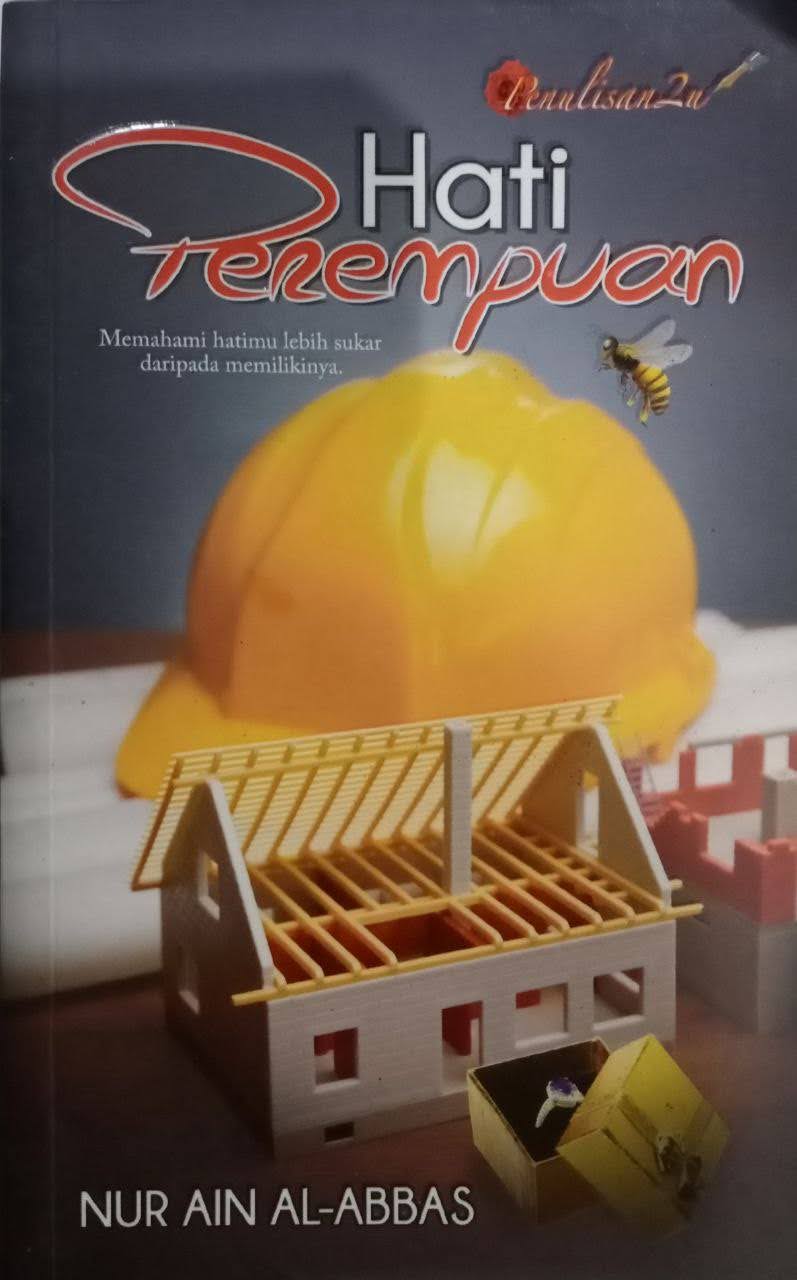 Penulisan2u
Hati
Perempuan
Memahami hatimu lebih sukar
daripada memilikinya.
NUR AIN AL-ABBAS